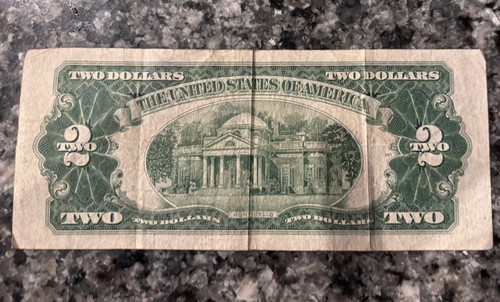 TWO DOLLARS TWO DOLLARS
THE UNITED STATES OF AMERICA
2 2
TWO TWO
TWO TWO DOLLARS MONTICELLO TWO DOLLARS TWO